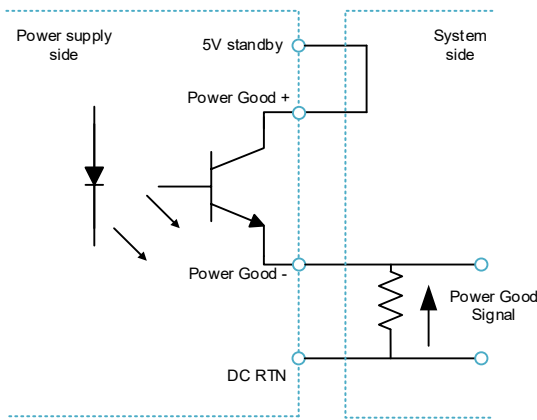 Power supply
side
5V standby
System
side
Power Good +
Power Good -
Power Good
Signal
DC RTN